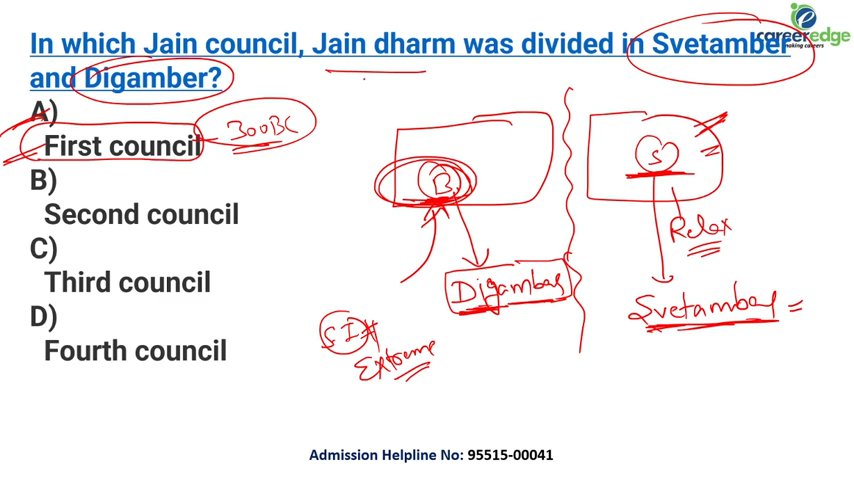 careeredge
making careers
In which Jain council, Jain dharm was divided in Svetamber
and Digamber?
A)
First council
300BC
B)
Second council
C)
Third council
D)
Fourth council
B
S
Relax
Digambar
Svetambar =
SI
Extreme
Admission Helpline No: 95515-00041